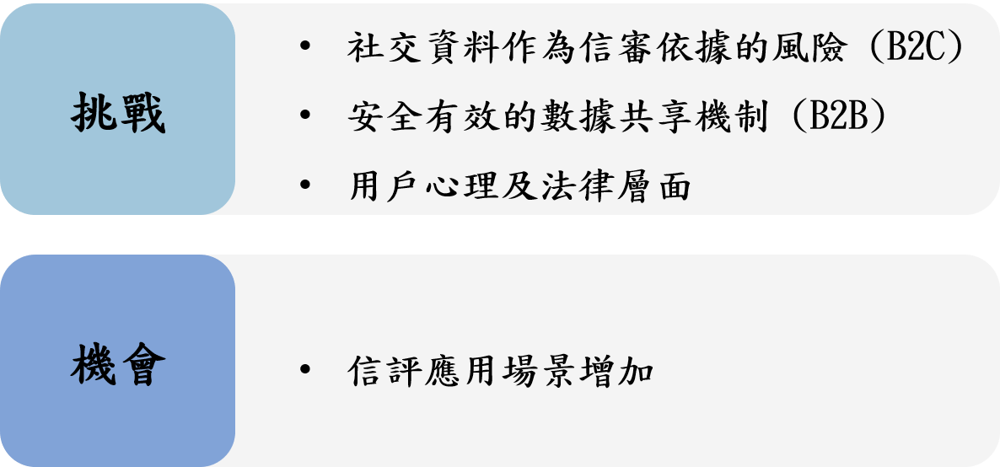 挑戰
• 社交資料作為信審依據的風險（B2C）
• 安全有效的數據共享機制（B2B）
• 用戶心理及法律層面
機會
• 信評應用場景增加